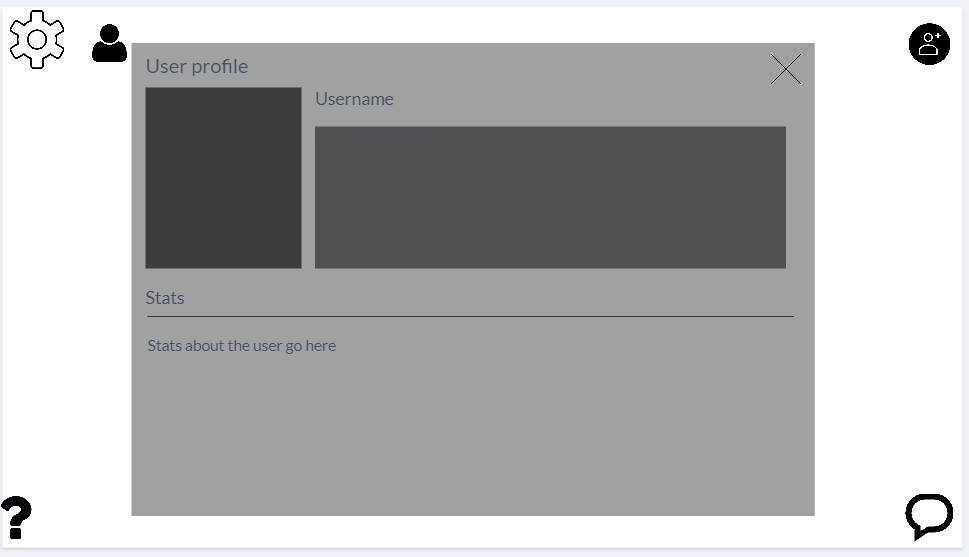 User profile
Username
Stats
Stats about the user go here